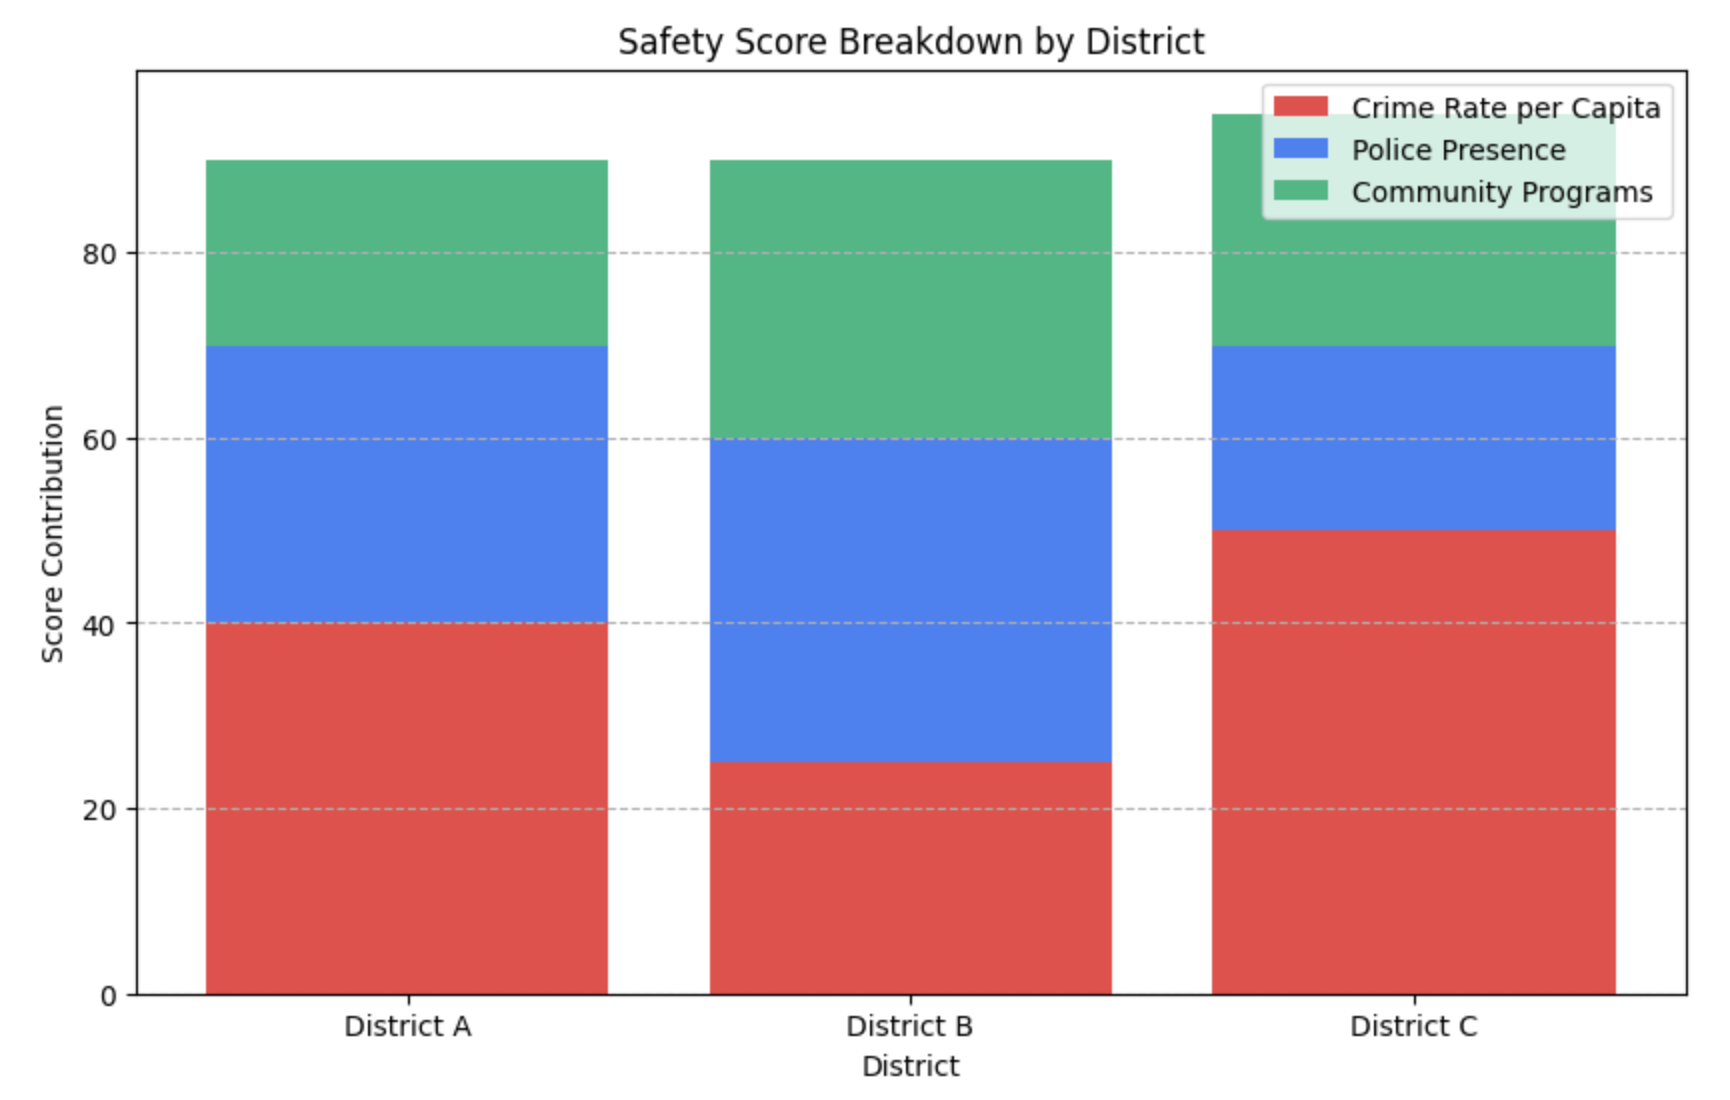 Safety Score Breakdown by District
Crime Rate per Capita
Police Presence
Community Programs
Score Contribution
80
60
40
20
0
District A
District B
District C
District